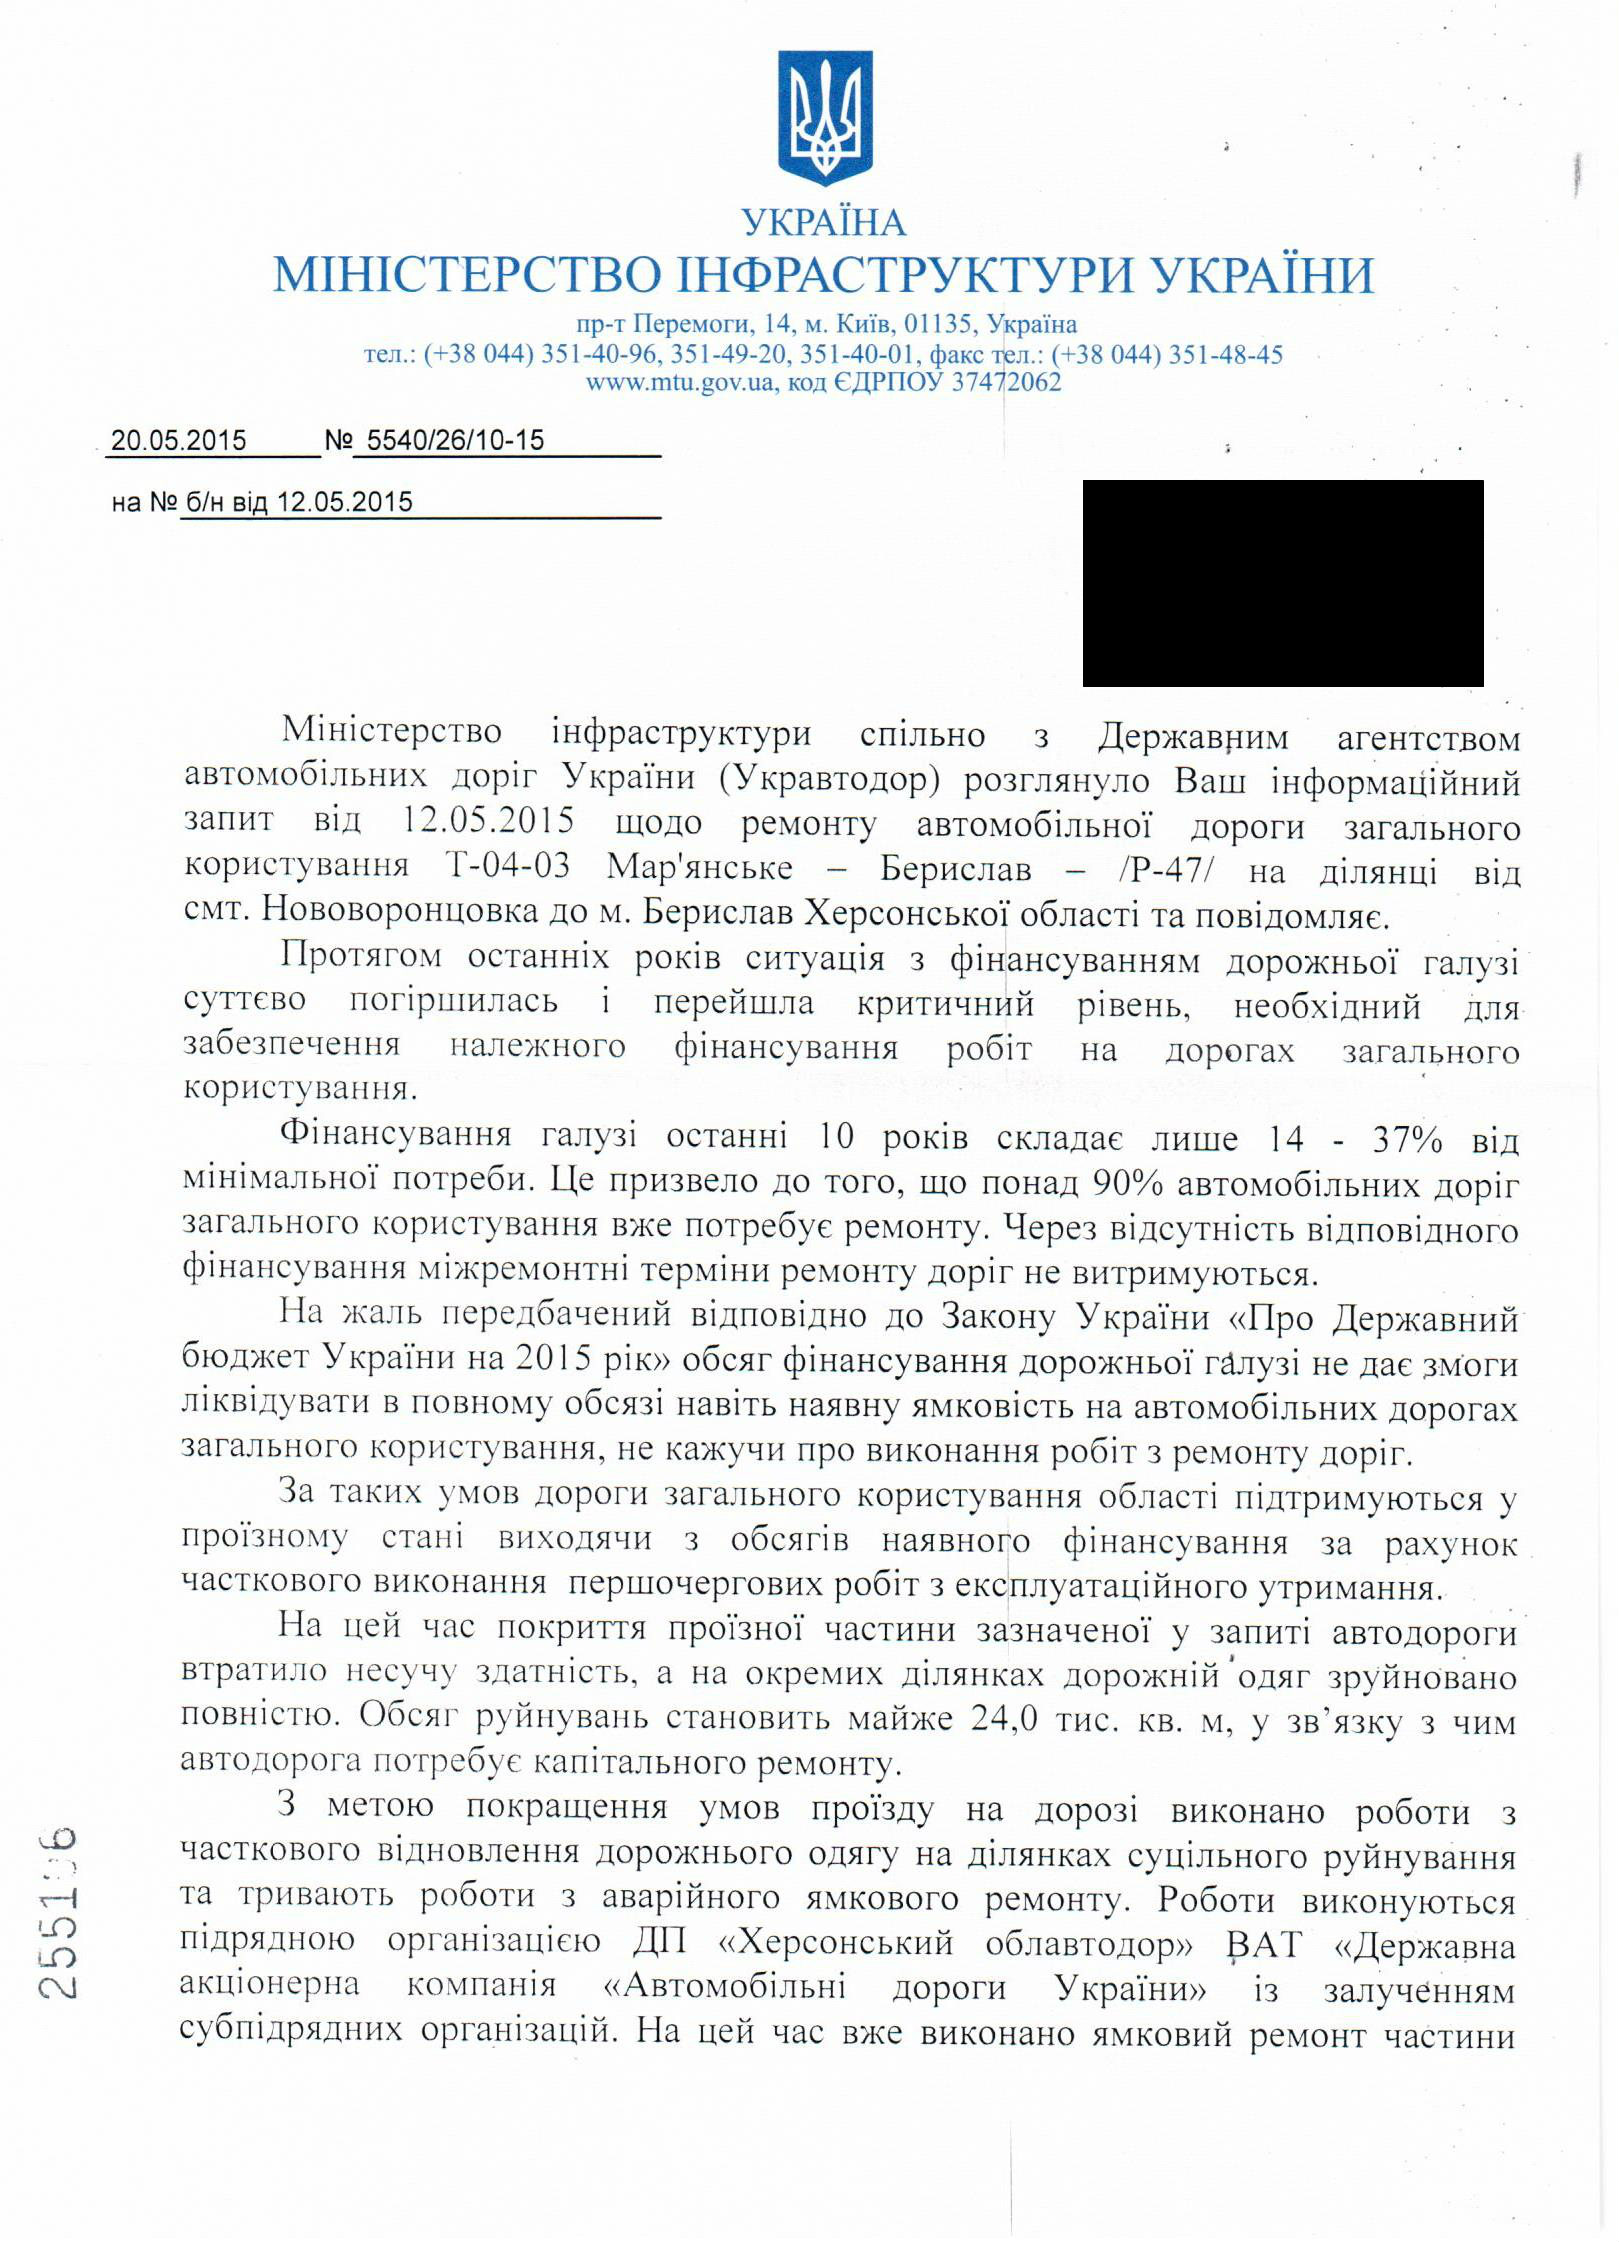 УКРАЇНА
МІНІСТЕРСТВО ІНФРАСТРУКТУРИ УКРАЇНИ
пр-т Перемоги, 14, м. Київ, 01135, Україна
тел.: (+38 044) 351-40-96, 351-49-20, 351-40-01, факс тел.: (+38 044) 351-48-45
www.mtu.gov.ua, код ЄДРПОУ 37472062
20.05.2015 № 5540/26/10-15
на № б/н від 12.05.2015
Міністерство інфраструктури спільно з Державним агентством
автомобільних доріг України (Укравтодор) розглянуло Ваш інформаційний
запит від 12.05.2015 щодо ремонту автомобільної дороги загального
користування Т-04-03 Мар'янське – Берислав – /Р-47/ на ділянці від
смт. Нововоронцовка до м. Берислав Херсонської області та повідомляє.
Протягом останніх років ситуація з фінансуванням дорожньої галузі
суттєво погіршилась і перейшла критичний рівень, необхідний для
забезпечення належного фінансування робіт на дорогах загального
користування.
Фінансування галузі останні 10 років складає лише 14 - 37% від
мінімальної потреби. Це призвело до того, що понад 90% автомобільних доріг
загального користування вже потребує ремонту. Через відсутність відповідного
фінансування міжремонтні терміни ремонту доріг не витримуються.
На жаль передбачений відповідно до Закону України «Про Державний
бюджет України на 2015 рік» обсяг фінансування дорожньої галузі не дає змоги
ліквідувати в повному обсязі навіть наявну ямковість на автомобільних дорогах
загального користування, не кажучи про виконання робіт з ремонту доріг.
За таких умов дороги загального користування області підтримуються у
проїзному стані виходячи з обсягів наявного фінансування за рахунок
часткового виконання першочергових робіт з експлуатаційного утримання.
На цей час покриття проїзної частини зазначеної у запиті автодороги
втратило несучу здатність, а на окремих ділянках дорожній одяг зруйновано
повністю. Обсяг руйнувань становить майже 24,0 тис. кв. м, у зв’язку з чим
автодорога потребує капітального ремонту.
З метою покращення умов проїзду на дорозі виконано роботи з
часткового відновлення дорожнього одягу на ділянках суцільного руйнування
та тривають роботи з аварійного ямкового ремонту. Роботи виконуються
підрядною організацією ДП «Херсонський облавтодор» ВАТ «Державна
акціонерна компанія «Автомобільні дороги України» із залученням
субпідрядних організацій. На цей час вже виконано ямковий ремонт частини